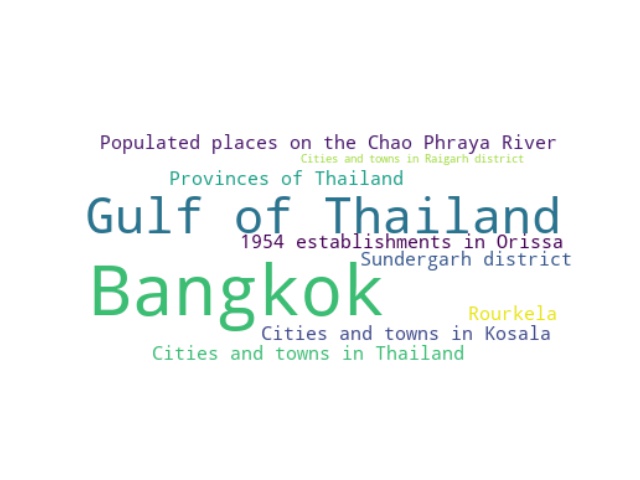 Populated places on the Chao Phraya River
Cities and towns in Raigarh district
Provinces of Thailand
Gulf of Thailand
1954 establishments in Orissa
Sundergarh district
Bangkok
Rourkela
Cities and towns in Kosala
Cities and towns in Thailand